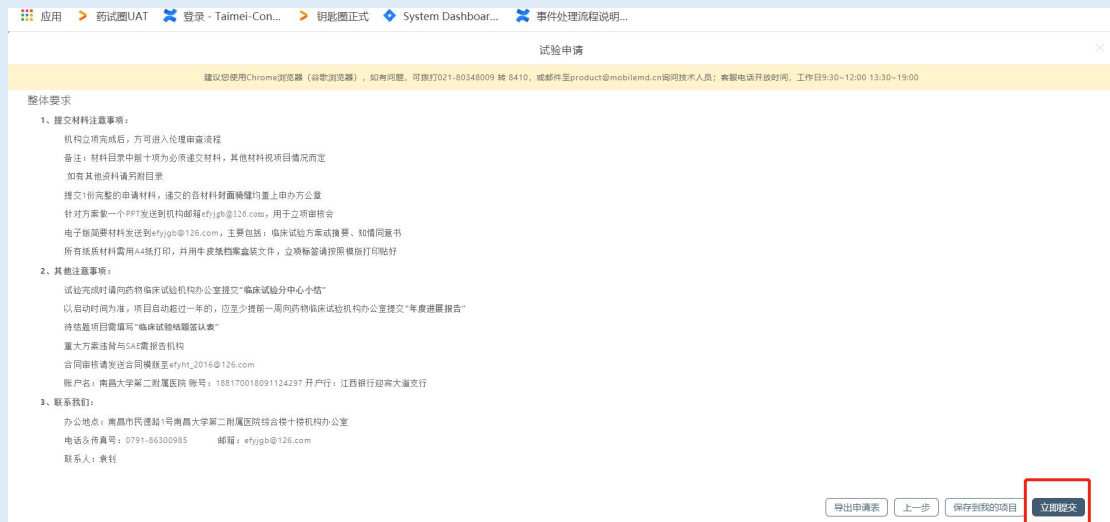 应用 药试圈UAT 登录 - Taimei-Con... 钥匙圈正式 System Dashboar... 事件处理流程说明...
试验申请
建议您使用Chrome浏览器（谷歌浏览器），如有问题，可拨打021-80348009 转 8410，或邮件至product@mobilemd.cn询问技术人员；客服电话开放时间，工作日9:30~12:00 13:30~19:00
整体要求
1、提交材料注意事项：
机构立项完成后，方可进入伦理审查流程
备注：材料目录中前十项为必须递交材料，其他材料视项目情况而定
如有其他资料请另附目录
提交1份完整的申请材料，递交的各材料封面骑缝均盖上申办方公章
针对方案做一个PPT发送到机构邮箱efyjgb@126.com，用于立项审核会
电子版简要材料发送到efyjgb@126.com，主要包括：临床试验方案或摘要、知情同意书
所有纸质材料需用A4纸打印，并用牛皮纸档案盒装文件，立项标签请按照模版打印贴好
2、其他注意事项：
试验完成时请向药物临床试验机构办公室提交“临床试验分中心小结”
以启动时间为准，项目启动超过一年的，应至少提前一周向药物临床试验机构办公室提交“年度进展报告”
待结题项目需填写“临床试验结题签认表”
重大方案违背与SAE需报告机构
合同审核请发送合同模版至efyht_2016@126.com
账户名：南昌大学第二附属医院 账号：188170018091124297 开户行：江西银行迎宾大道支行
3、联系我们：
办公地点：南昌市民德路1号南昌大学第二附属医院综合楼十楼机构办公室
电话&传真号：0791-86300985 邮箱：efyjgb@126.com
联系人：袁钊
导出申请表 上一步 保存到我的项目 立即提交